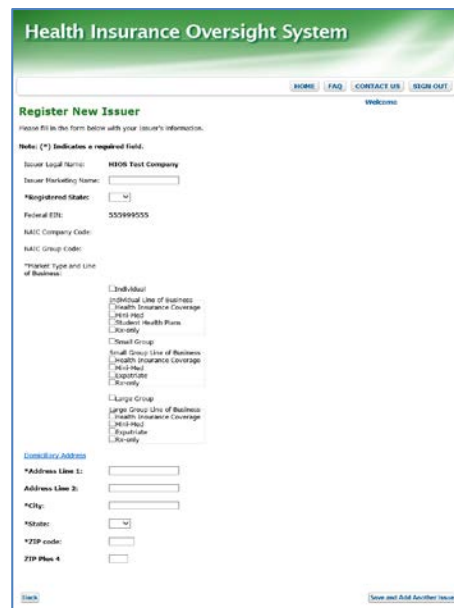 Health Insurance Oversight System
HOME FAQ CONTACT US SIGN OUT
Welcome
Register New Issuer
Please fill in the form below with your issuer's information.
Note: (*) Indicates a required field.
Issuer Legal Name: HIOS Test Company
Issuer Marketing Name:
*Registered State:
Federal EIN: 555999555
NAIC Company Code:
NAIC Group Code:
*Market Type and Line
of Business:
Individual
Individual Line of Business
Health Insurance Coverage
Mini-Med
Student Health Plans
Rx-only
Small Group
Small Group Line of Business
Health Insurance Coverage
Mini-Med
Expatriate
Rx-only
Large Group
Large Group Line of Business
Health Insurance Coverage
Mini-Med
Expatriate
Rx-only
Domiciliary Address
*Address Line 1:
Address Line 2:
*City:
*State:
*ZIP code:
ZIP Plus 4
Back Save and Add Another Issuer